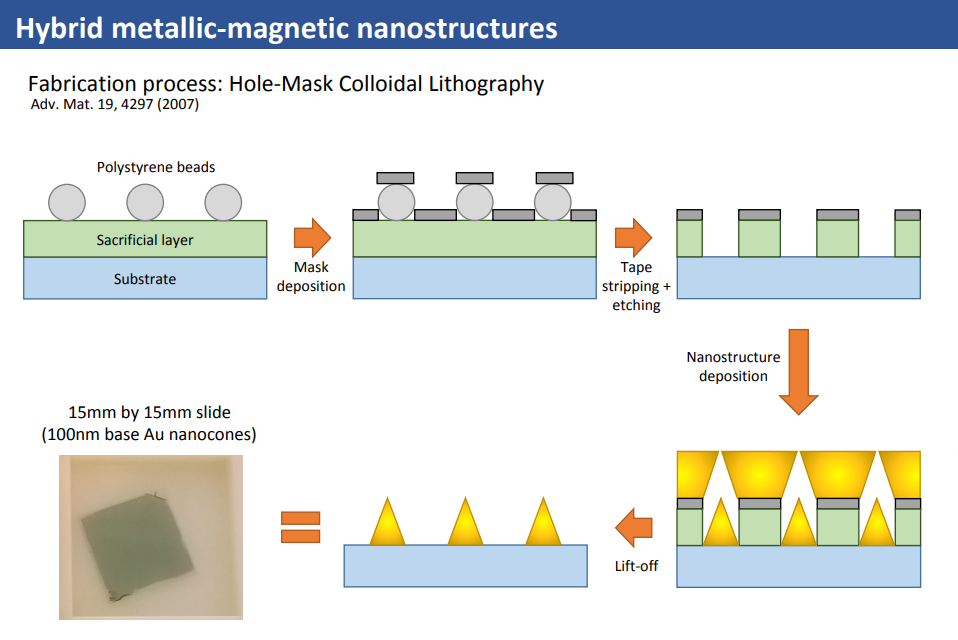 Hybrid metallic-magnetic nanostructures
Fabrication process: Hole-Mask Colloidal Lithography
Adv. Mat. 19, 4297 (2007)
Polystyrene beads
Sacrificial layer
Substrate
Mask
deposition
Tape
stripping +
etching
Nanostructure
deposition
Lift-off
15mm by 15mm slide
(100nm base Au nanocones)